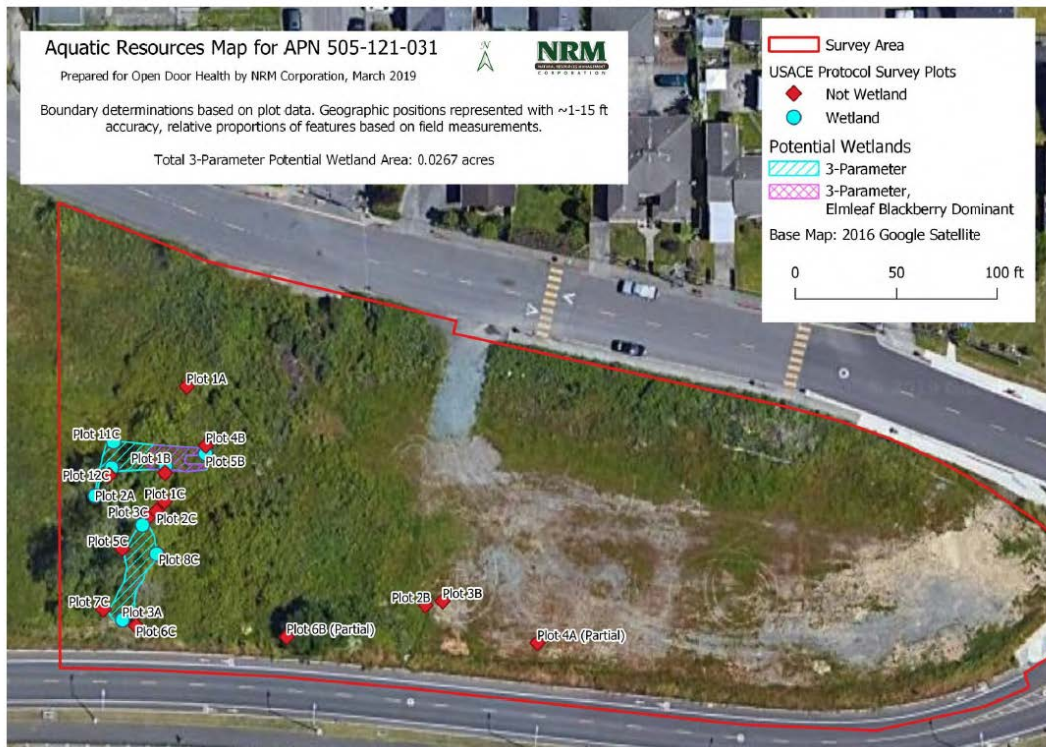 Aquatic Resources Map for APN 505-121-031
N
NRM
NATURAL RESOURCES MANAGEMENT
CORPORATION
Prepared for Open Door Health by NRM Corporation, March 2019
Boundary determinations based on plot data. Geographic positions represented with ~1-15 ft
accuracy, relative proportions of features based on field measurements.
Total 3-Parameter Potential Wetland Area: 0.0267 acres
Survey Area
USACE Protocol Survey Plots
Not Wetland
Wetland
Potential Wetlands
3-Parameter
3-Parameter,
Elmleaf Blackberry Dominant
Base Map: 2016 Google Satellite
0 50 100 ft
Plot 1A
Plot 11C
Plot 4B
Plot 1B
Plot 5B
Plot 12C
Plot 2A
Plot 1C
Plot 3C
Plot 2C
Plot 5C
Plot 8C
Plot 7C
Plot 3A
Plot 6C
Plot 2B
Plot 3B
Plot 6B (Partial)
Plot 4A (Partial)